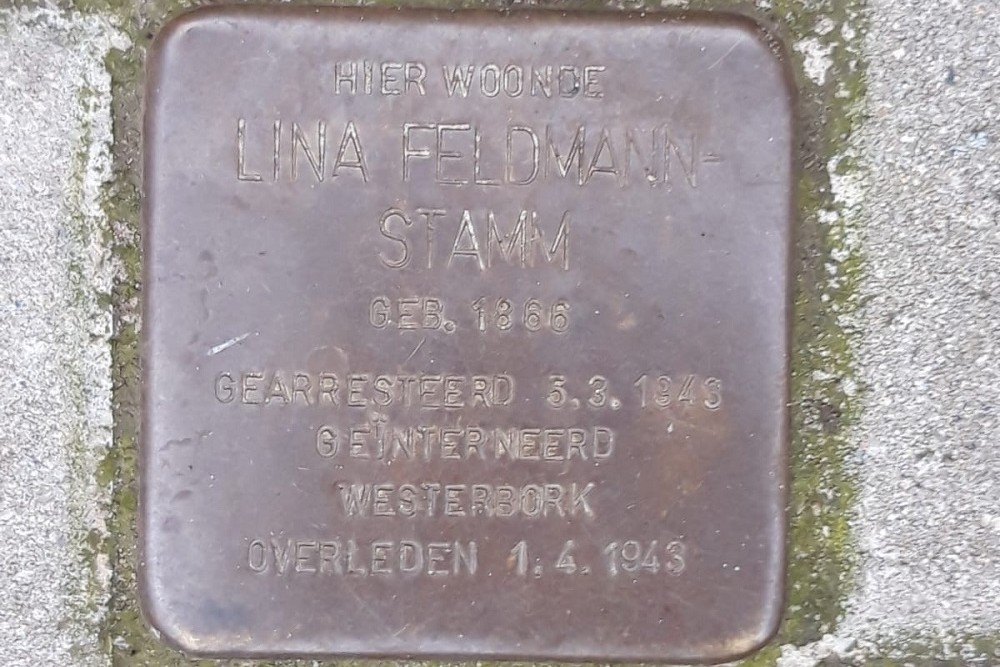 HIER WOONDE
LINA FELDMANN-
STAMM
GEB. 1866
GEARRESTEERD 5.3.1943
GEÏNTERNEERD
WESTERBORK
OVERLEDEN 1.4.1943